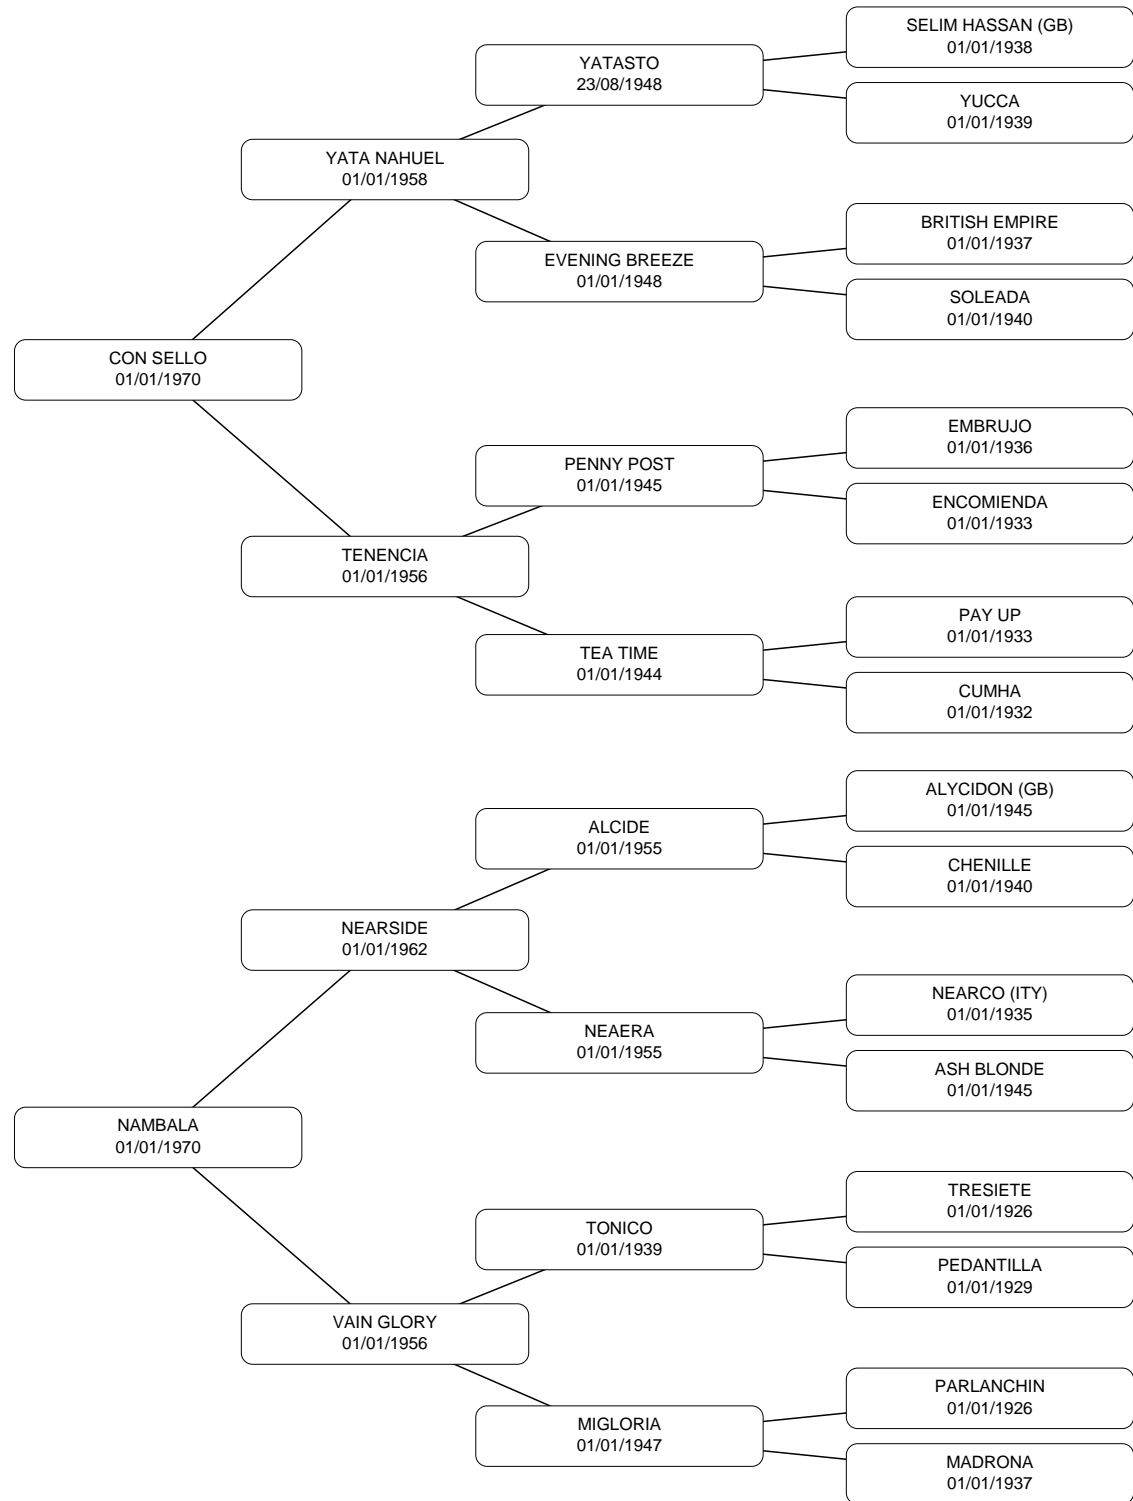 SELIM HASSAN (GB)
01/01/1938
YATASTO
23/08/1948
YUCCA
01/01/1939
YATA NAHUEL
01/01/1958
BRITISH EMPIRE
01/01/1937
EVENING BREEZE
01/01/1948
SOLEADA
01/01/1940
CON SELLO
01/01/1970
EMBRUJO
01/01/1936
PENNY POST
01/01/1945
ENCOMIENDA
01/01/1933
TENENCIA
01/01/1956
PAY UP
01/01/1933
TEA TIME
01/01/1944
CUMHA
01/01/1932
ALYCIDON (GB)
01/01/1945
ALCIDE
01/01/1955
CHENILLE
01/01/1940
NEARSIDE
01/01/1962
NEARCO (ITY)
01/01/1935
NEAERA
01/01/1955
ASH BLONDE
01/01/1945
NAMBALA
01/01/1970
TRESIETE
01/01/1926
TONICO
01/01/1939
PEDANTILLA
01/01/1929
VAIN GLORY
01/01/1956
PARLANCHIN
01/01/1926
MIGLORIA
01/01/1947
MADRONA
01/01/1937